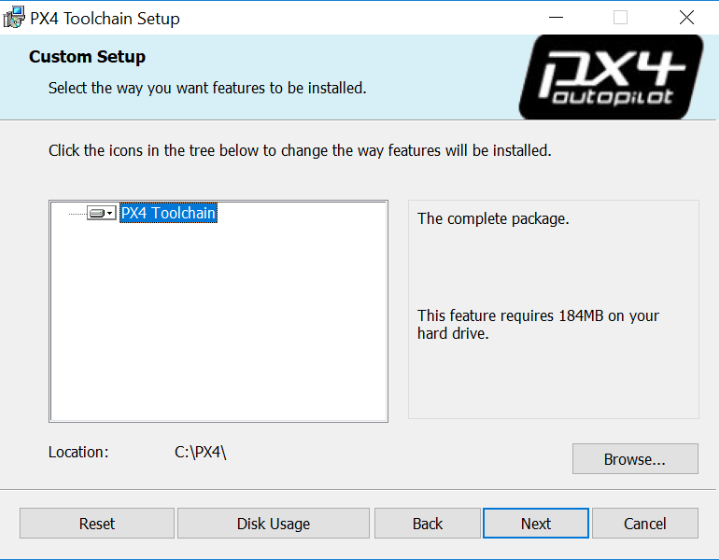 PX4 Toolchain Setup
Custom Setup
Select the way you want features to be installed.
px4
autopilot
Click the icons in the tree below to change the way features will be installed.
PX4 Toolchain
The complete package.
This feature requires 184MB on your
hard drive.
Location: C:\PX4\
Browse...
Reset Disk Usage Back Next Cancel